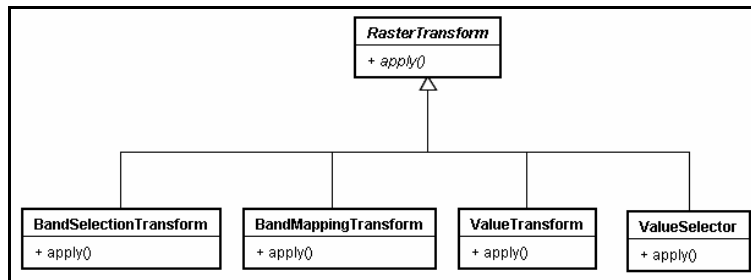 RasterTransform
+ apply()
BandSelectionTransform
+ apply()
BandMappingTransform
+ apply()
ValueTransform
+ apply()
ValueSelector
+ apply()